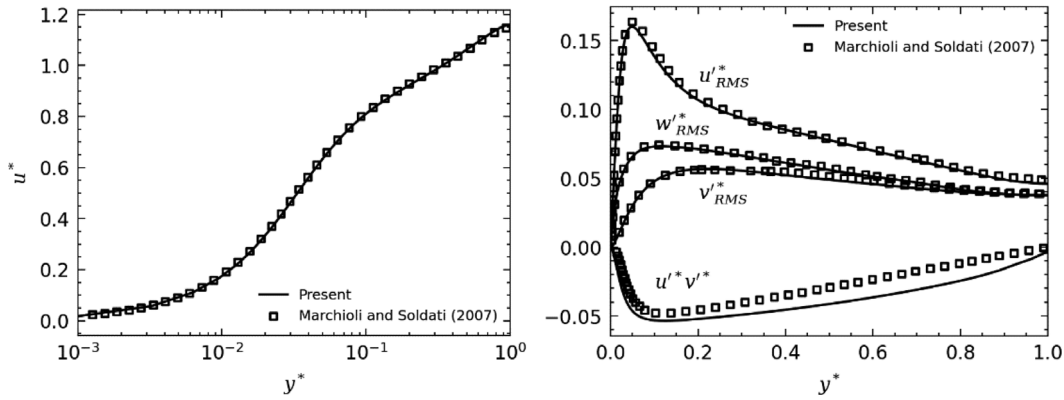 1.2
1.0
0.8
0.6
0.4
0.2
0.0
u*
10⁻³
10⁻²
10⁻¹
10⁰
y*
Present
Marchioli and Soldati (2007)
0.15
0.10
0.05
0.00
−0.05
0.0
0.2
0.4
0.6
0.8
1.0
y*
Present
Marchioli and Soldati (2007)
u′*RMS
w′*RMS
v′*RMS
u′*v′*